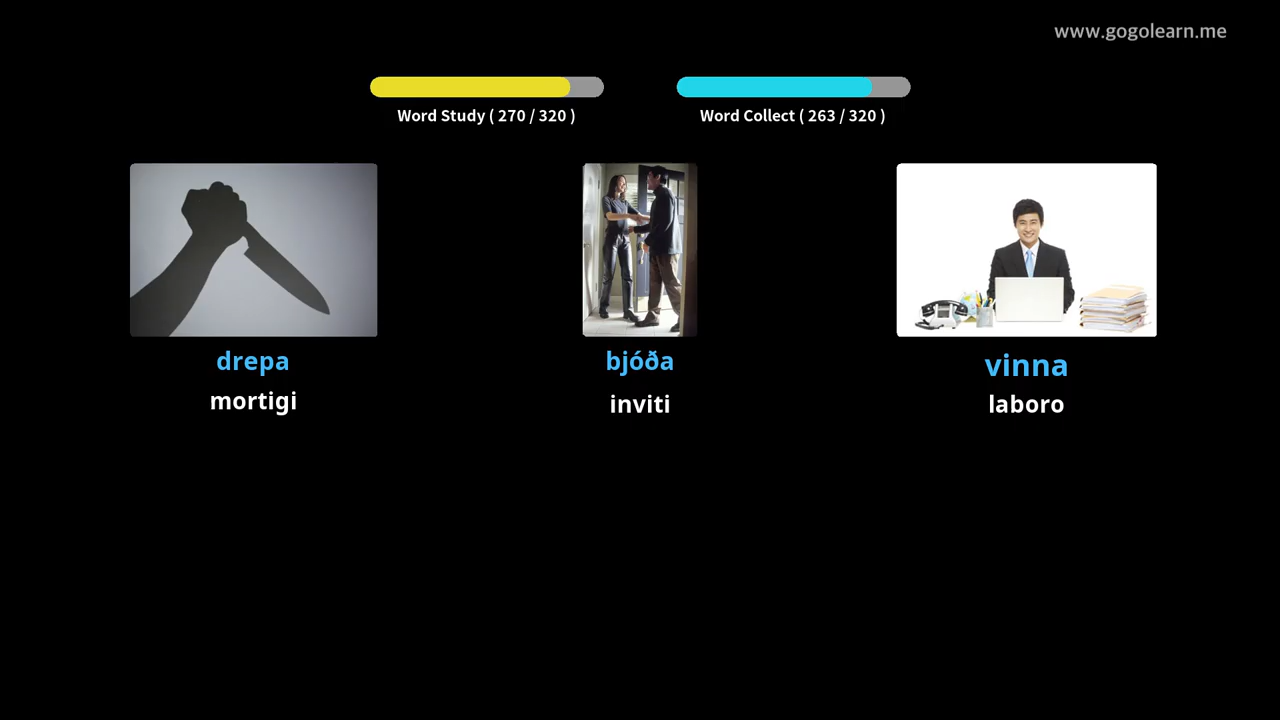 www.gogolearn.me
Word Study ( 270 / 320 )
Word Collect ( 263 / 320 )
drepa
mortigi
bjóða
inviti
vinna
laboro